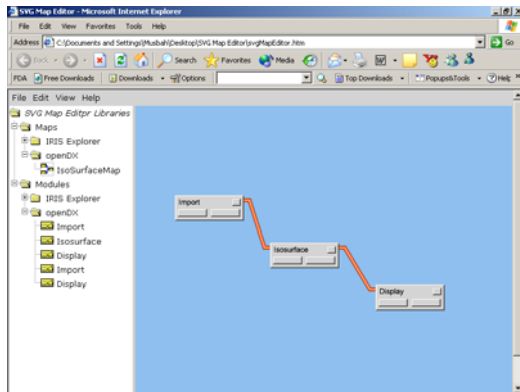 SVG Map Editor - Microsoft Internet Explorer
File Edit View Favorites Tools Help
Address C:\Documents and Settings\Musbah\Desktop\SVG Map Editor\svgMapEditor.htm Go
Back Search Favorites Media
FDA Free Downloads Downloads Options Top Downloads Popups&Tools Help
File Edit View Help
SVG Map Editpr Libraries
Maps
IRIS Explorer
openDX
IsoSurfaceMap
Modules
IRIS Explorer
openDX
Import
Isosurface
Display
Import
Display
Import
Isosurface
Display